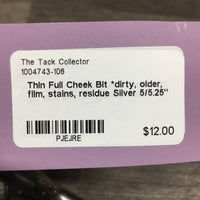 The Tack Collector
1004743-106
Thin Full Cheek Bit *dirty, older,
film, stains, residue Silver 5/5.25"
$12.00
PJEJRE